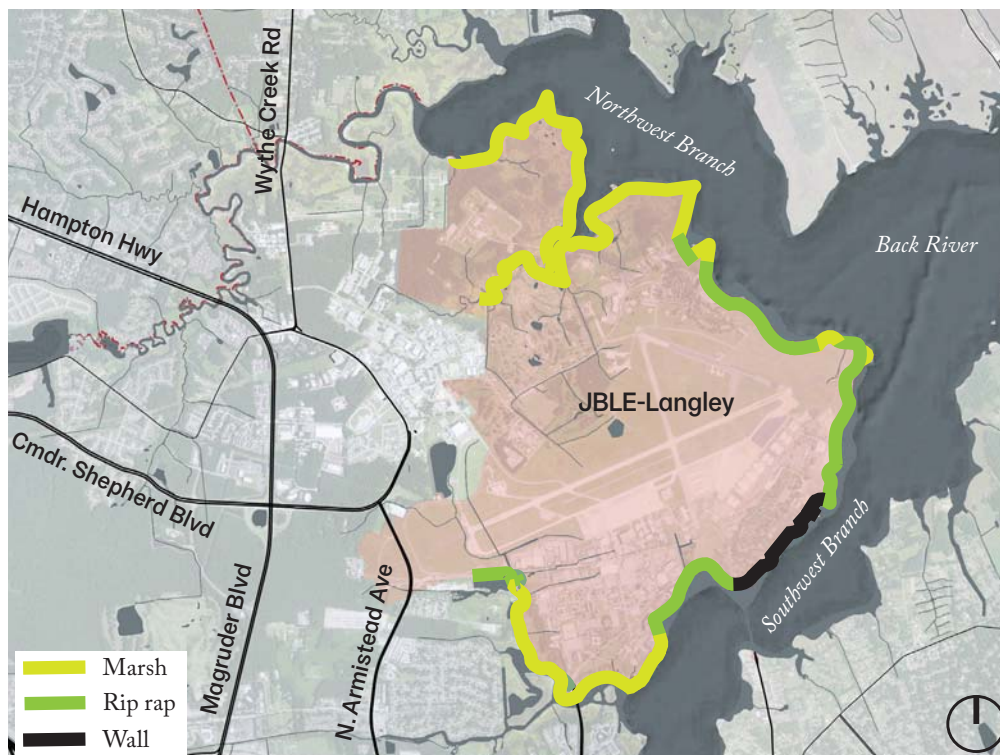 Wythe Creek Rd
Northwest Branch
Hampton Hwy
Back River
JBLE-Langley
Cmdr. Shepherd Blvd
Southwest Branch
Magruder Blvd
N. Armistead Ave
Marsh
Rip rap
Wall